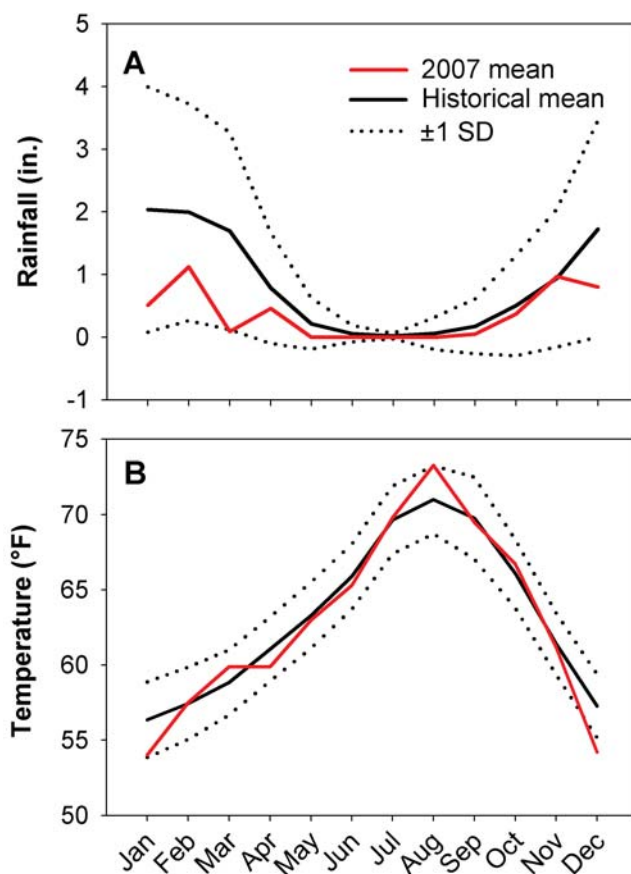 A
2007 mean
Historical mean
±1 SD
Rainfall (in.)
5
4
3
2
1
0
-1
B
Temperature (°F)
75
70
65
60
55
50
Jan
Feb
Mar
Apr
May
Jun
Jul
Aug
Sep
Oct
Nov
Dec